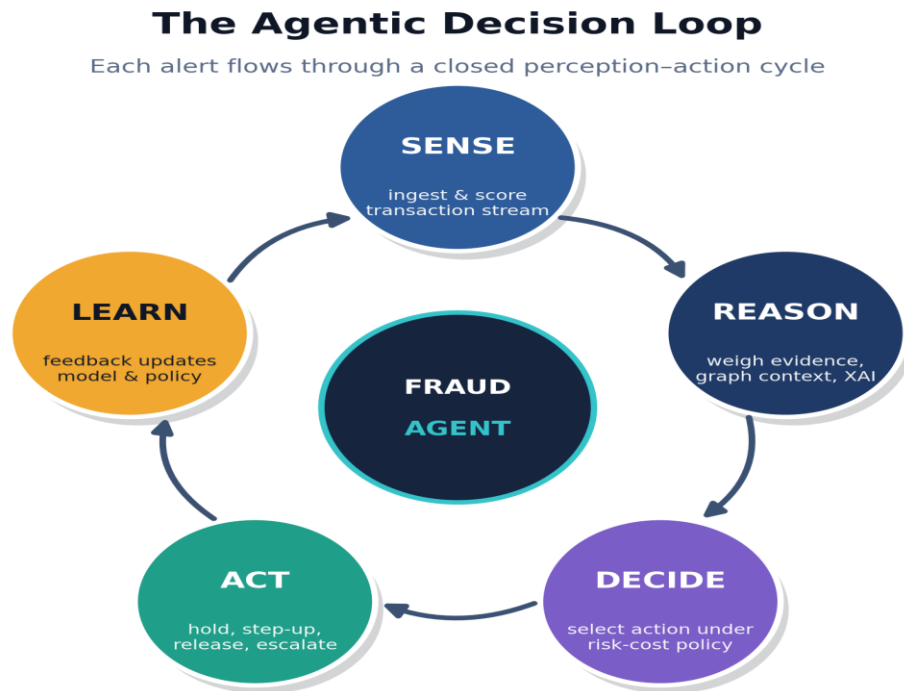 The Agentic Decision Loop
Each alert flows through a closed perception–action cycle
SENSE
ingest & score
transaction stream
REASON
weigh evidence,
graph context, XAI
DECIDE
select action under
risk-cost policy
ACT
hold, step-up,
release, escalate
LEARN
feedback updates
model & policy
FRAUD
AGENT